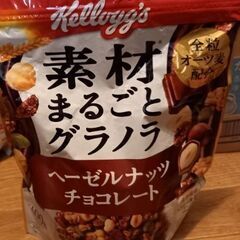 Kellogg's
素材
まるごと
グラノラ
全粒
オーツ麦
配合
ヘーゼルナッツ
チョコレート